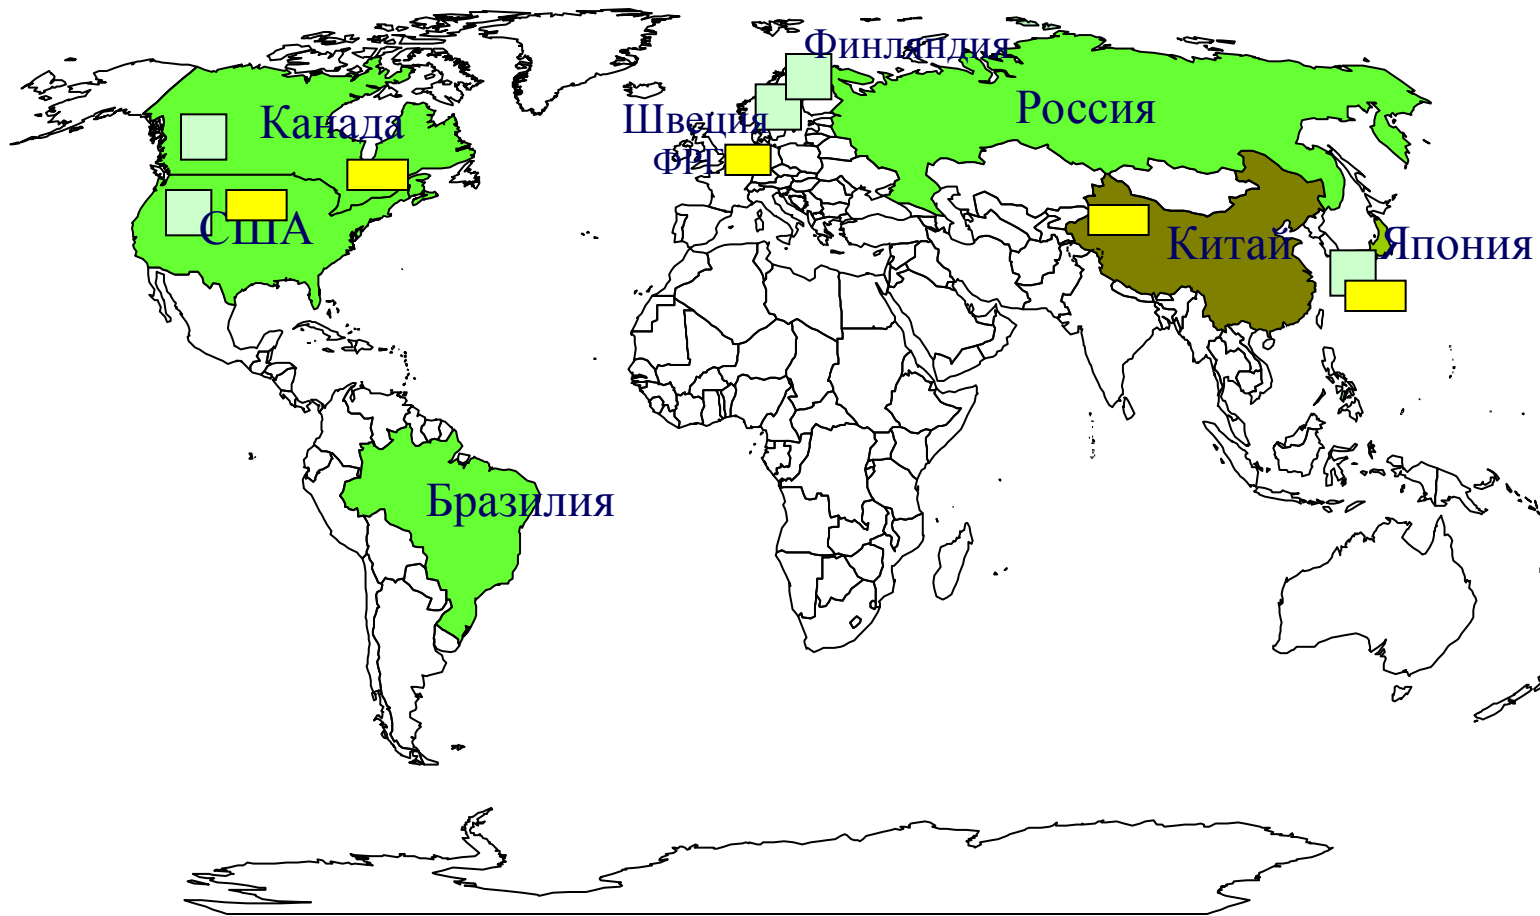 Финляндия
Россия
Канада
Швеция
ФРГ
США
Китай
Япония
Бразилия